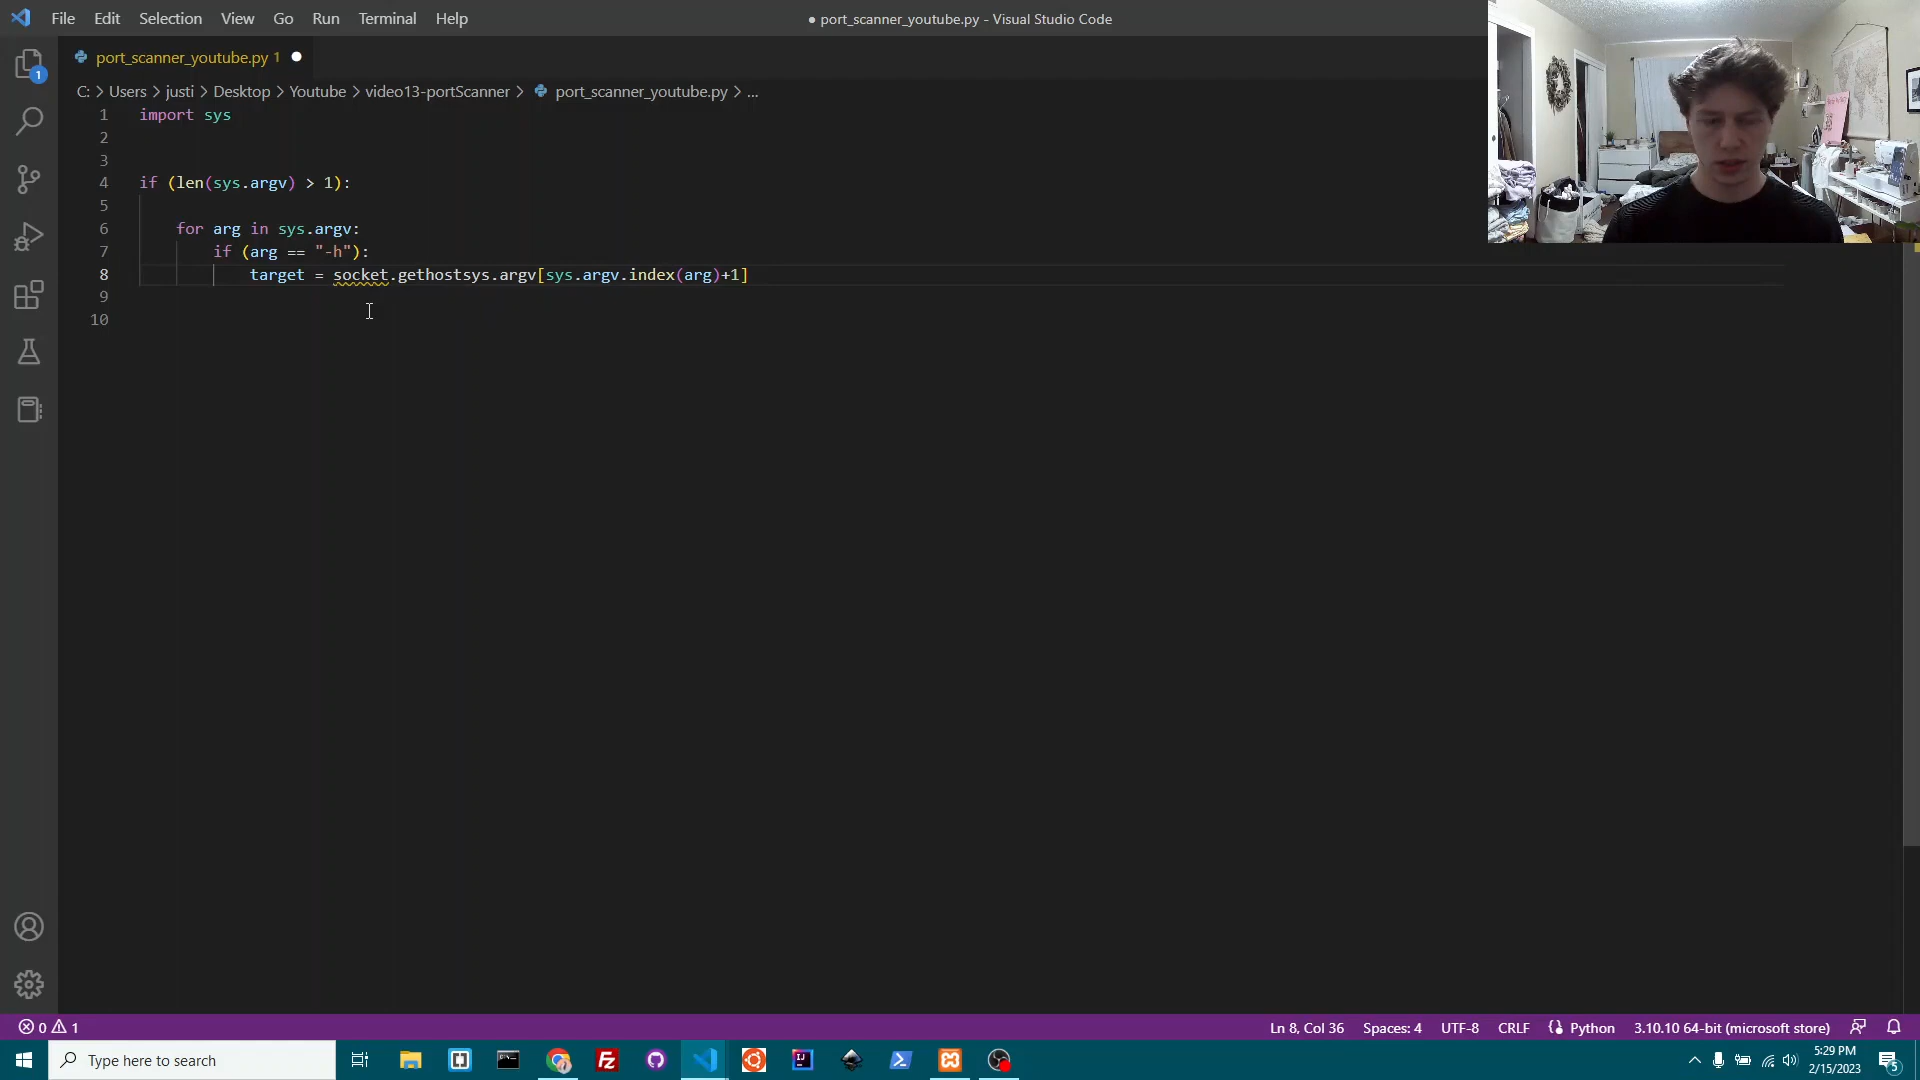 File Edit Selection View Go Run Terminal Help
● port_scanner_youtube.py - Visual Studio Code
port_scanner_youtube.py 1
C: > Users > justi > Desktop > Youtube > video13-portScanner > port_scanner_youtube.py > ...
1 import sys
2
3
4 if (len(sys.argv) > 1):
5
6 for arg in sys.argv:
7 if (arg == "-h"):
8 target = socket.gethostsys.argv[sys.argv.index(arg)+1]
9
10
1
0 1
Ln 8, Col 36 Spaces: 4 UTF-8 CRLF Python 3.10.10 64-bit (microsoft store)
Type here to search
5:29 PM
2/15/2023
5